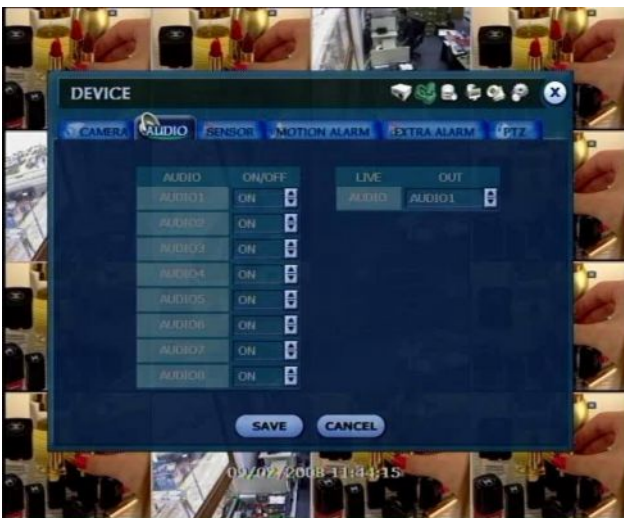 DEVICE
X
CAMERA AUDIO SENSOR MOTION ALARM EXTRA ALARM PTZ
AUDIO ON/OFF LIVE OUT
AUDIO1 ON AUDIO AUDIO1
AUDIO2 ON
AUDIO3 ON
AUDIO4 ON
AUDIO5 ON
AUDIO6 ON
AUDIO7 ON
AUDIO8 ON
SAVE CANCEL
09/02/2008 11:44:15